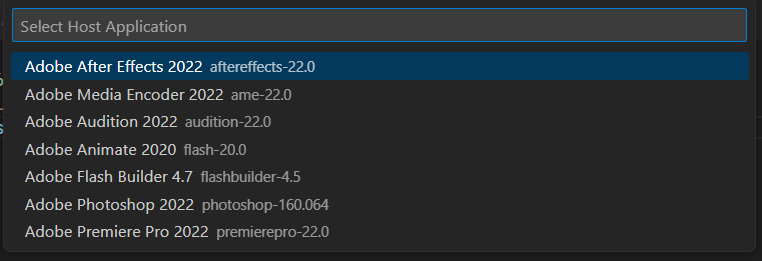 Select Host Application
Adobe After Effects 2022 aftereffects-22.0
Adobe Media Encoder 2022 ame-22.0
Adobe Audition 2022 audition-22.0
Adobe Animate 2020 flash-20.0
Adobe Flash Builder 4.7 flashbuilder-4.5
Adobe Photoshop 2022 photoshop-160.064
Adobe Premiere Pro 2022 premierepro-22.0